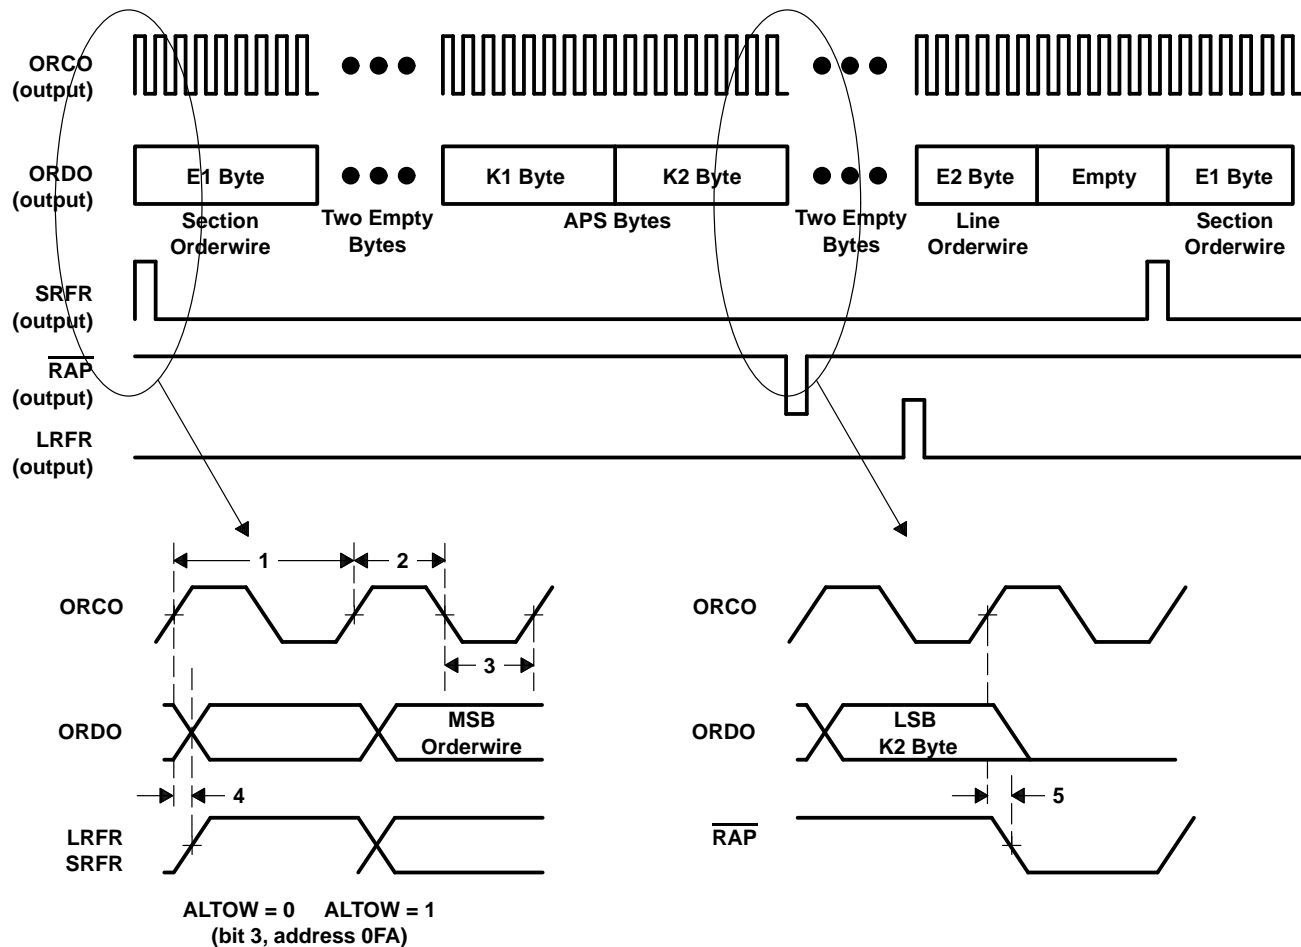 ORCO
(output)
ORDO
(output)
E1 Byte
K1 Byte
K2 Byte
E2 Byte
Empty
E1 Byte
Section
Orderwire
Two Empty
Bytes
APS Bytes
Two Empty
Bytes
Line
Orderwire
Section
Orderwire
SRFR
(output)
RAP
(output)
LRFR
(output)
1
2
ORCO
3
ORDO
MSB
Orderwire
4
LRFR
SRFR
ALTOW = 0 ALTOW = 1
(bit 3, address 0FA)
ORCO
ORDO
LSB
K2 Byte
5
RAP